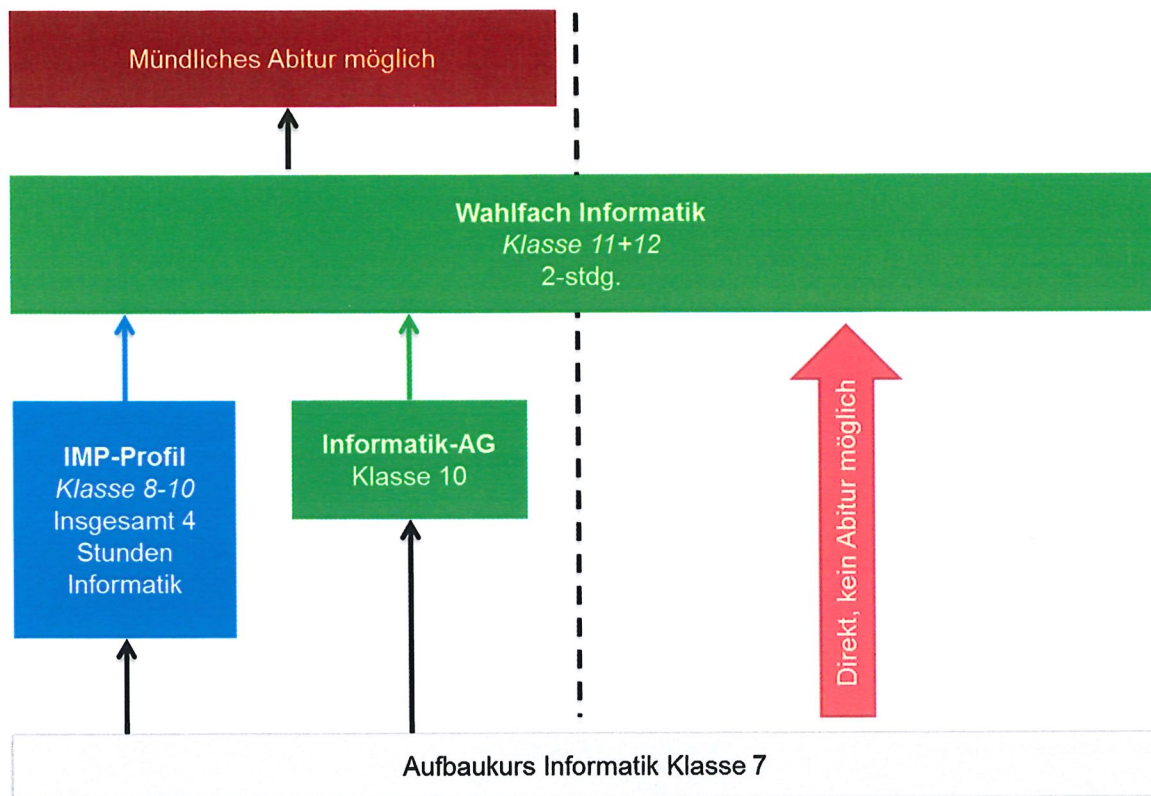 Mündliches Abitur möglich
Wahlfach Informatik
Klasse 11+12
2-stdg.
IMP-Profil
Klasse 8-10
Insgesamt 4
Stunden
Informatik
Informatik-AG
Klasse 10
Direkt, kein Abitur möglich
Aufbaukurs Informatik Klasse 7